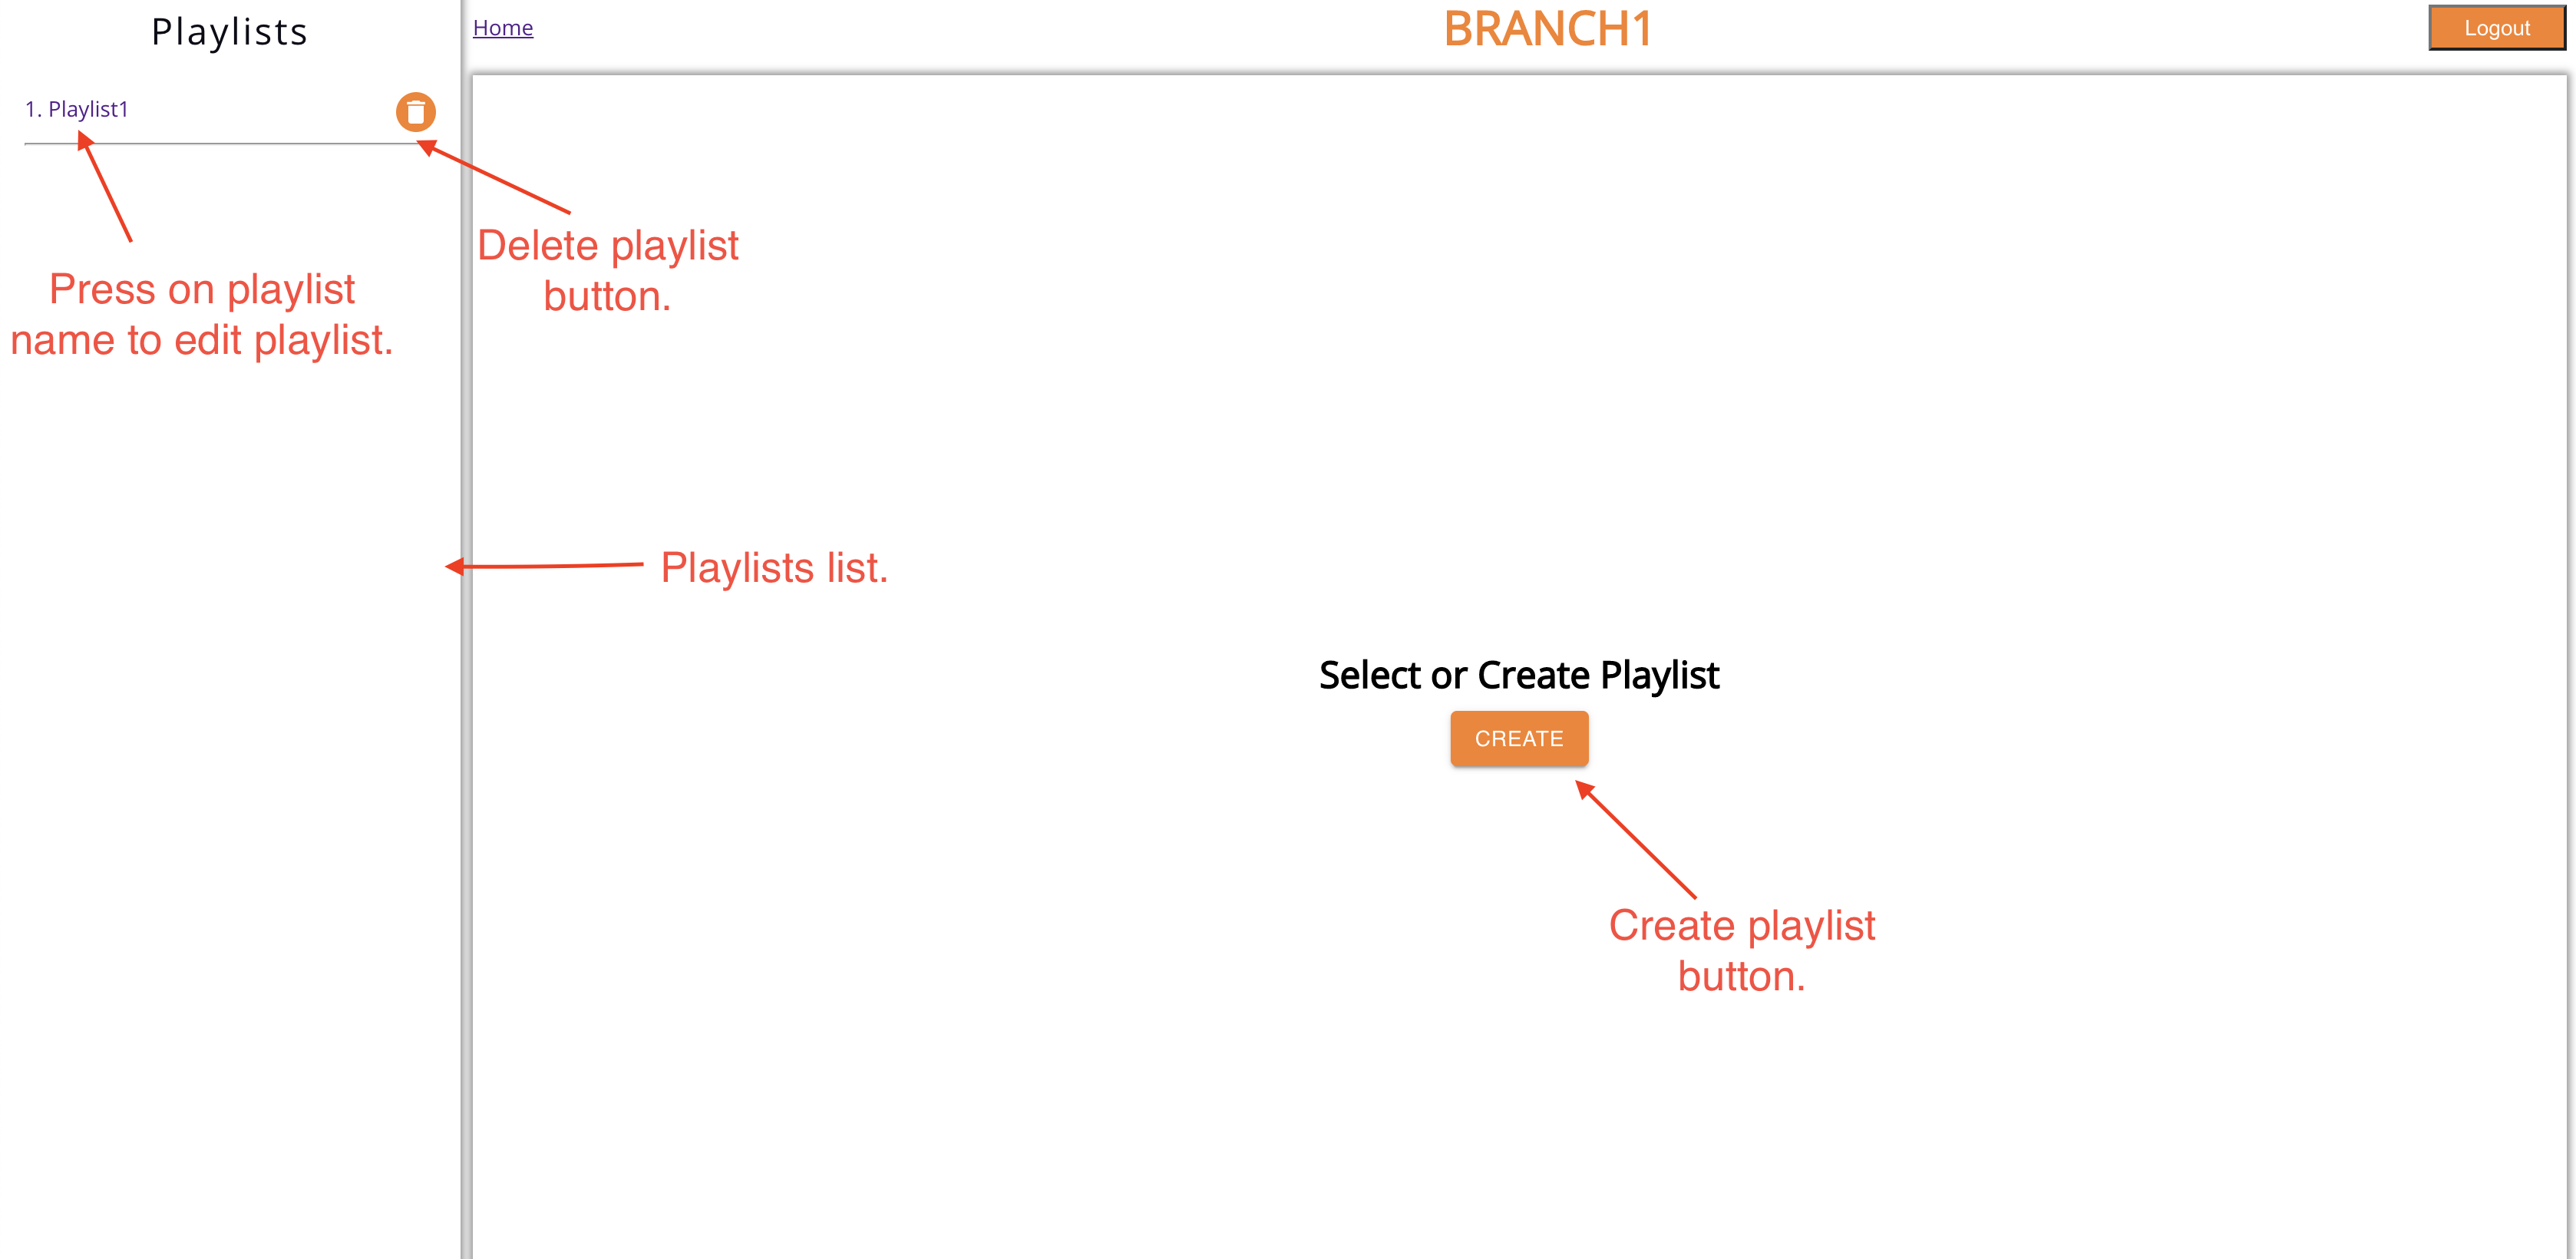 Playlists
Home
BRANCH1
Logout
1. Playlist1
Delete playlist
button.
Press on playlist
name to edit playlist.
Playlists list.
Select or Create Playlist
CREATE
Create playlist
button.